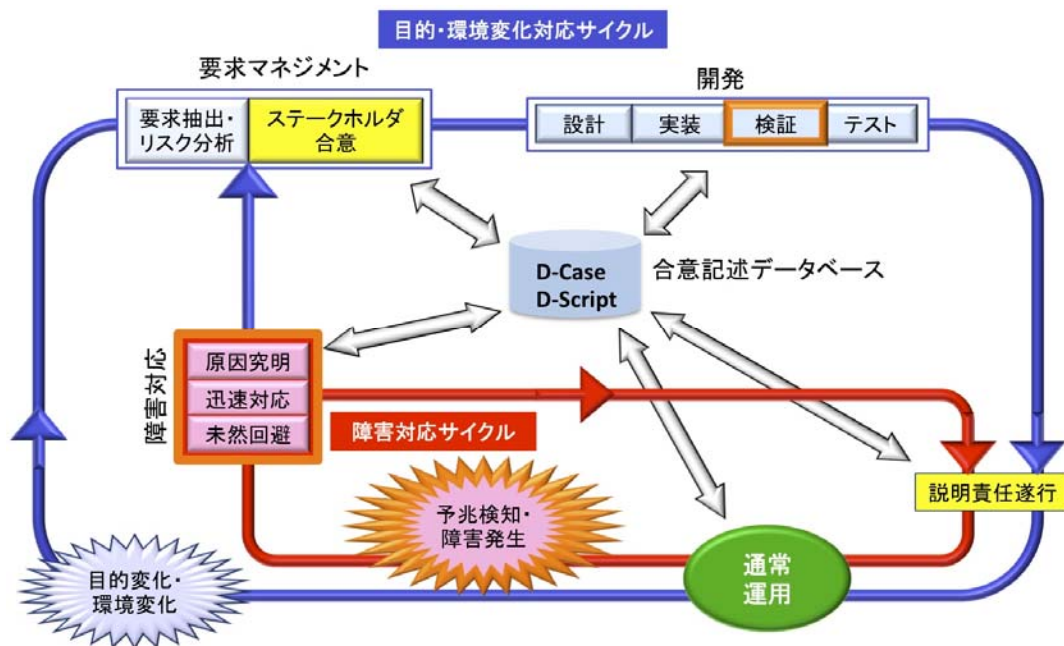 目的・環境変化対応サイクル
要求マネジメント
開発
要求抽出・
リスク分析
ステークホルダ
合意
設計
実装
検証
テスト
D-Case
D-Script
合意記述データベース
障害対応
原因究明
迅速対応
未然回避
障害対応サイクル
予兆検知・
障害発生
説明責任遂行
通常
運用
目的変化・
環境変化